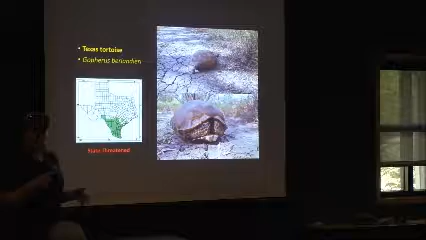 • Texas tortoise
• Gopherus berlandieri
State threatened